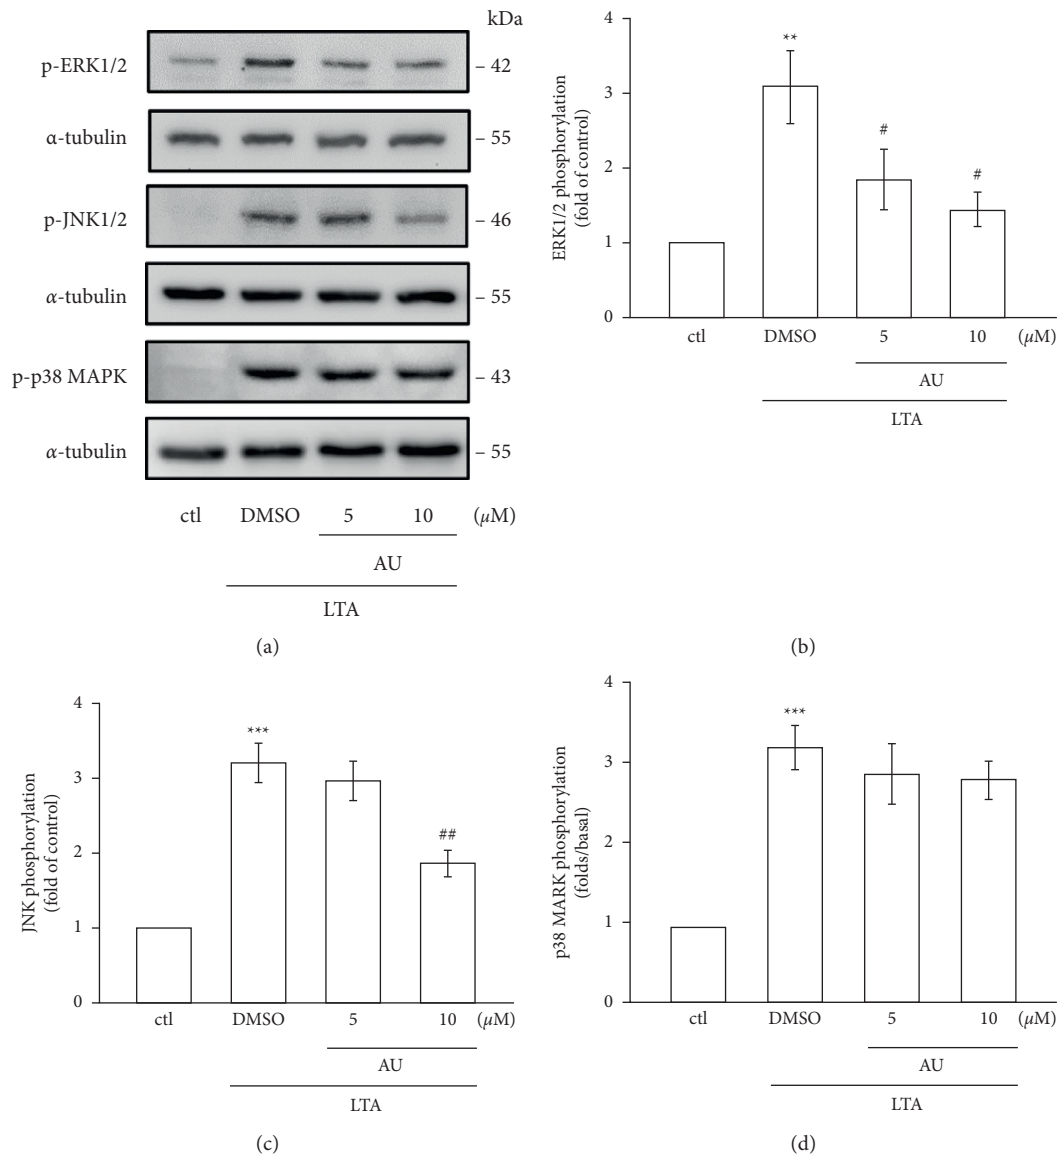 kDa
p-ERK1/2 – 42
α-tubulin – 55
p-JNK1/2 – 46
α-tubulin – 55
p-p38 MAPK – 43
α-tubulin – 55
ctl DMSO 5 10 (μM)
AU
LTA
(a)
ERK1/2 phosphorylation
(fold of control)
4
3
2
1
0
**
#
#
ctl DMSO 5 10 (μM)
AU
LTA
(b)
JNK phosphorylation
(fold of control)
4
3
2
1
0
***
##
ctl DMSO 5 10 (μM)
AU
LTA
(c)
p38 MARK phosphorylation
(folds/basal)
4
3
2
1
0
***
ctl DMSO 5 10 (μM)
AU
LTA
(d)